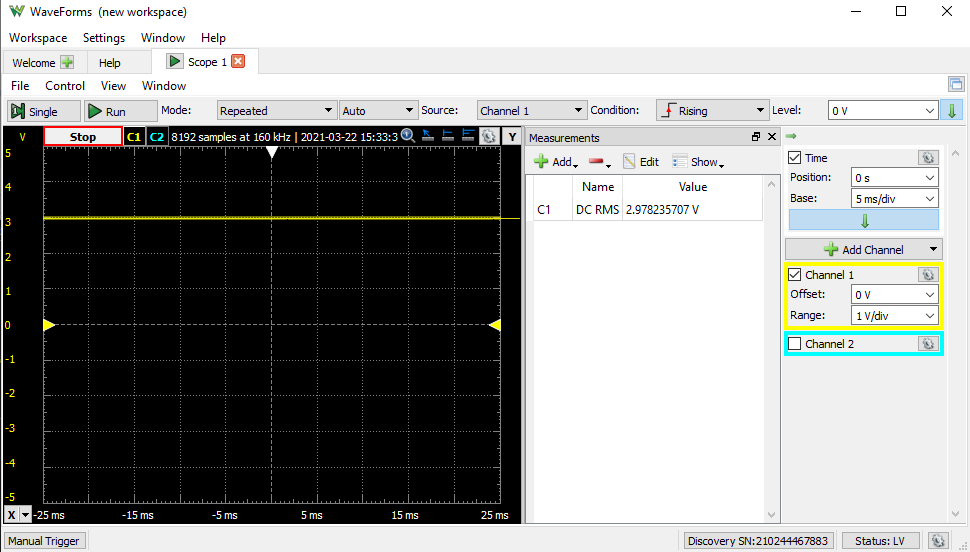 WaveForms (new workspace)
Workspace Settings Window Help
Welcome Help Scope 1
File Control View Window
Single Run Mode: Repeated Auto Source: Channel 1 Condition: Rising Level: 0 V
V Stop C1 C2 8192 samples at 160 kHz | 2021-03-22 15:33:3 Y
Measurements
Add Edit Show
Name Value
C1 DC RMS 2.978235707 V
5
4
3
2
1
0
-1
-2
-3
-4
-5
X -25 ms -15 ms -5 ms 5 ms 15 ms 25 ms
Time
Position: 0 s
Base: 5 ms/div
Add Channel
Channel 1
Offset: 0 V
Range: 1 V/div
Channel 2
Manual Trigger Discovery SN:210244467883 Status: LV